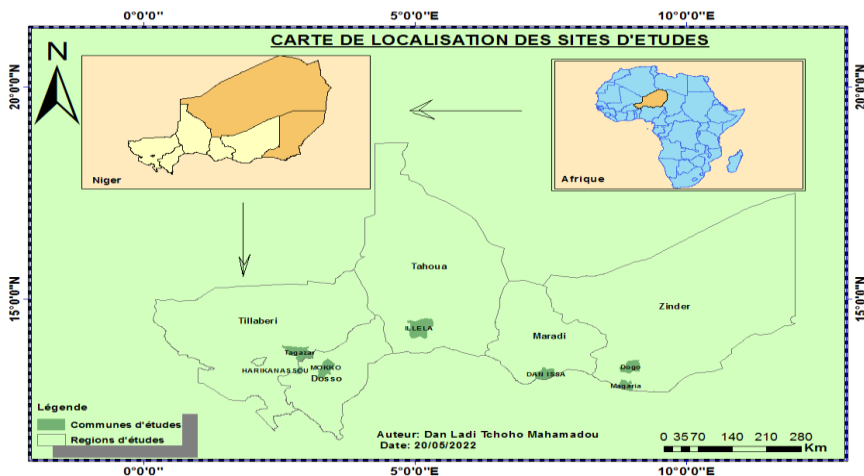 0°0'0" 5°0'0"E 10°0'0"E
CARTE DE LOCALISATION DES SITES D'ETUDES
N
20°0'0"N
20°0'0"N
Niger
Afrique
Tahoua
15°0'0"N
15°0'0"N
Zinder
Tillaberi
ILLELA
Maradi
Tagazar
HARIKANASSOU
MOKKO
Dosso
DAN ISSA
Dogo
Magaria
Légende
Communes d'études
Regions d'études
Auteur: Dan Ladi Tchoho Mahamadou
Date: 20/05/2022
0 35 70 140 210 280
Km
0°0'0" 5°0'0"E 10°0'0"E